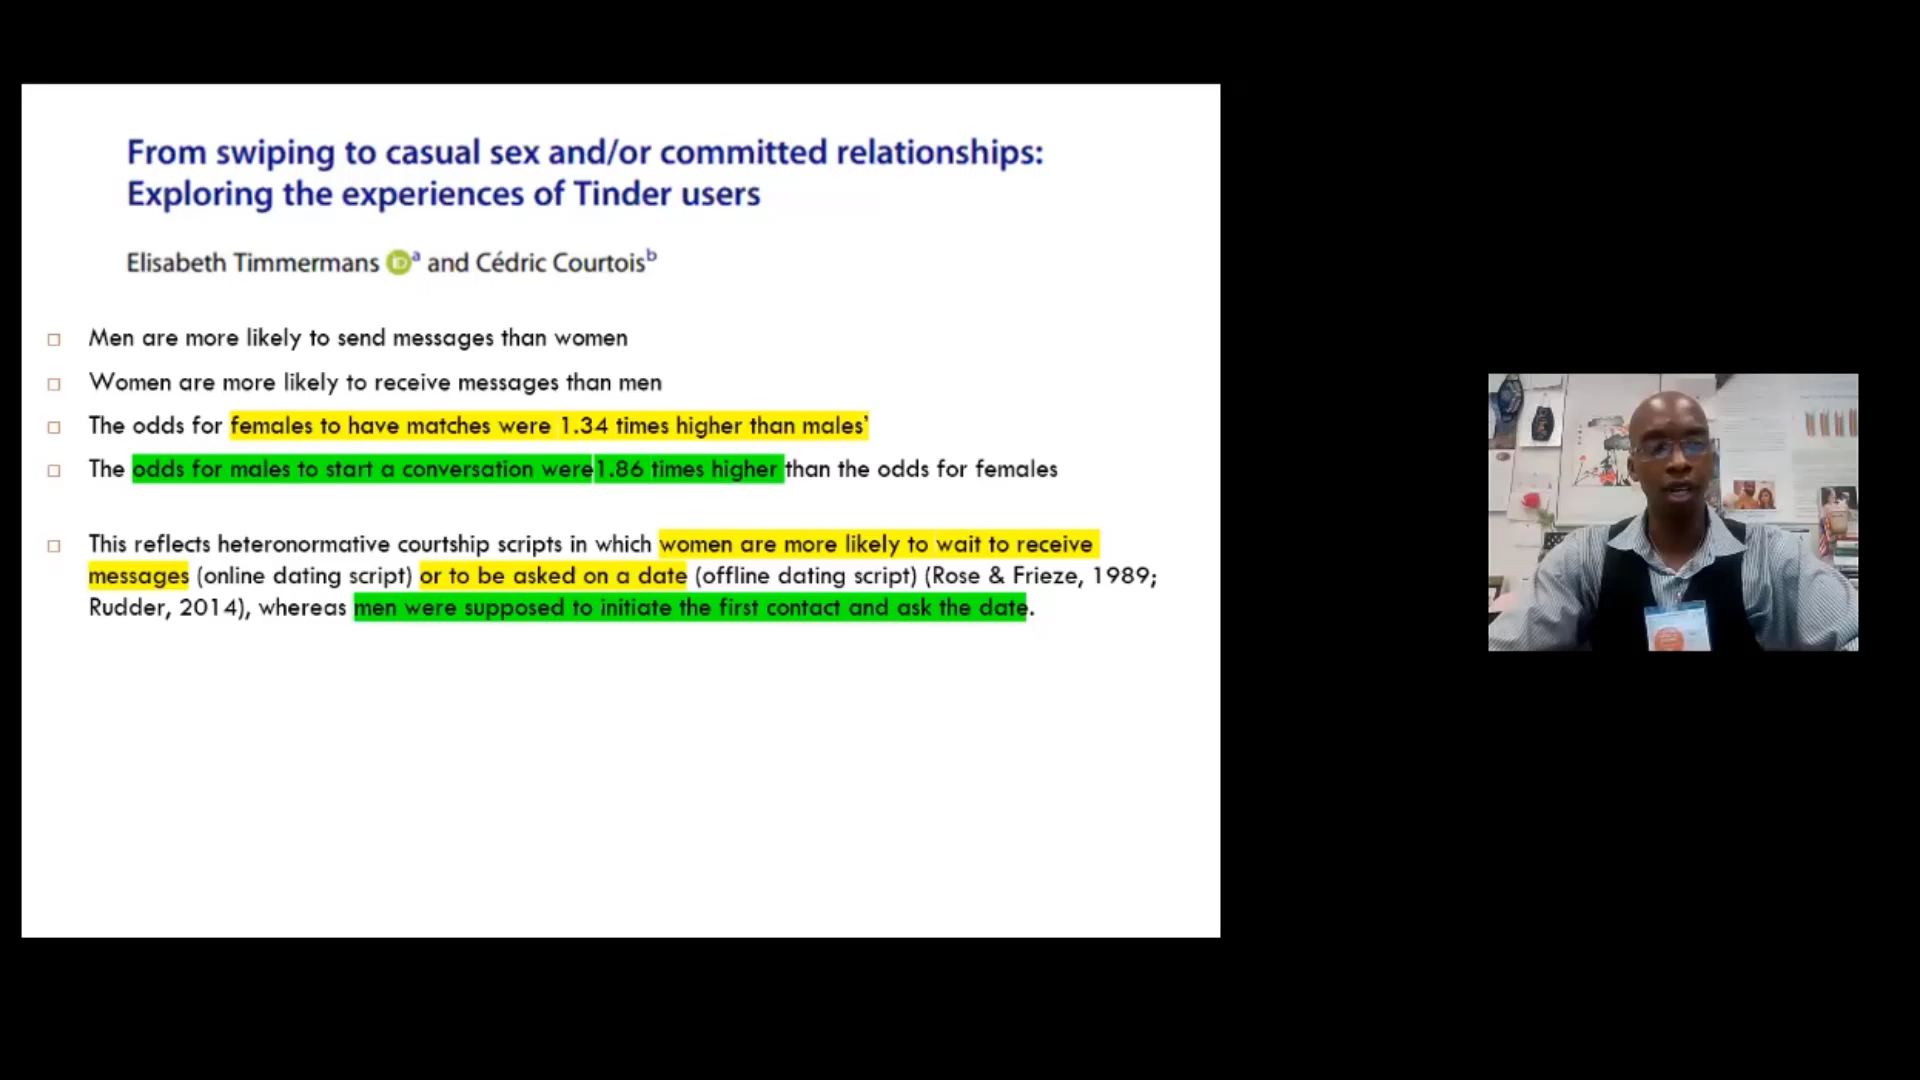 From swiping to casual sex and/or committed relationships:
Exploring the experiences of Tinder users
Elisabeth Timmermans iD a and Cédric Courtois b
Men are more likely to send messages than women
Women are more likely to receive messages than men
The odds for females to have matches were 1.34 times higher than males'
The odds for males to start a conversation were 1.86 times higher than the odds for females
This reflects heteronormative courtship scripts in which women are more likely to wait to receive
messages (online dating script) or to be asked on a date (offline dating script) (Rose & Frieze, 1989;
Rudder, 2014), whereas men were supposed to initiate the first contact and ask the date.